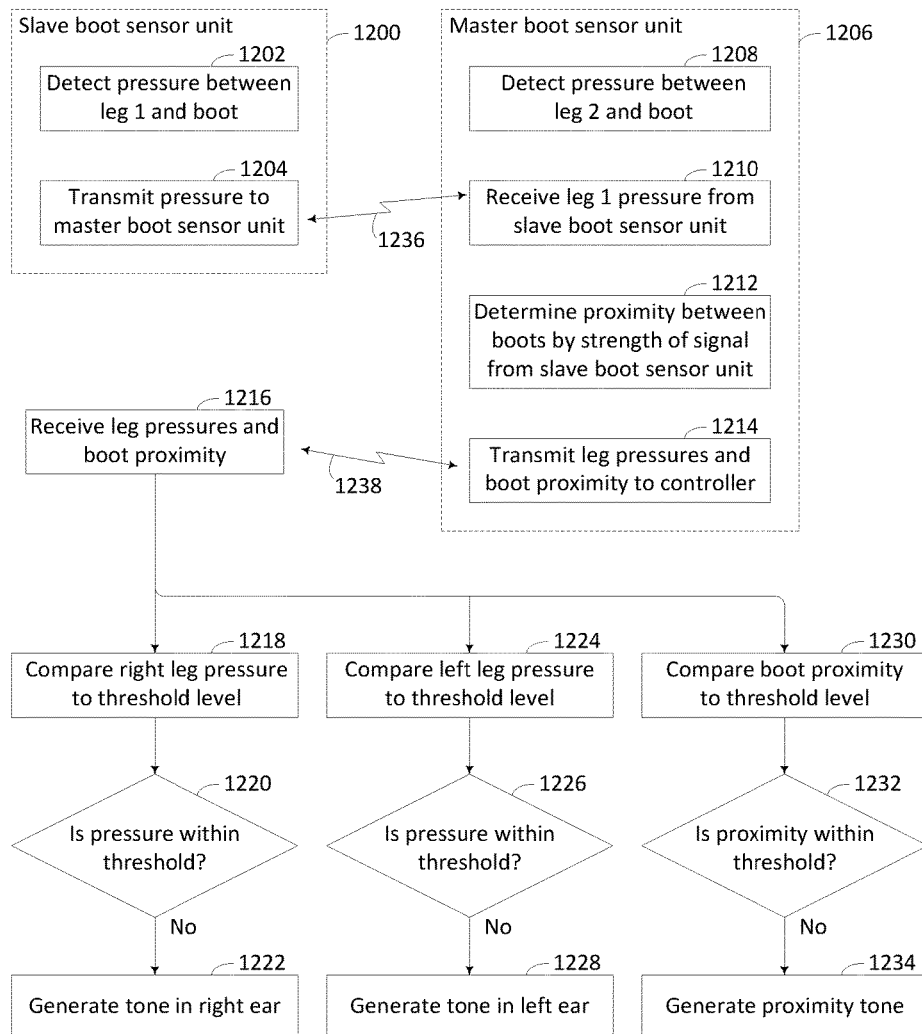 Slave boot sensor unit
1200
1202
Detect pressure between
leg 1 and boot
1204
Transmit pressure to
master boot sensor unit
1236
Master boot sensor unit
1206
1208
Detect pressure between
leg 2 and boot
1210
Receive leg 1 pressure from
slave boot sensor unit
1212
Determine proximity between
boots by strength of signal
from slave boot sensor unit
1214
Transmit leg pressures and
boot proximity to controller
1216
Receive leg pressures and
boot proximity
1238
1218
Compare right leg pressure
to threshold level
1220
Is pressure within
threshold?
No
1222
Generate tone in right ear
1224
Compare left leg pressure
to threshold level
1226
Is pressure within
threshold?
No
1228
Generate tone in left ear
1230
Compare boot proximity
to threshold level
1232
Is proximity within
threshold?
No
1234
Generate proximity tone